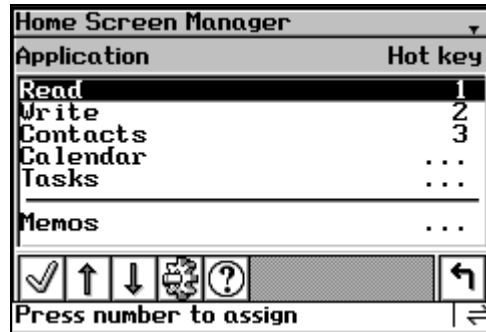 Home Screen Manager
Application Hot key
Read 1
Write 2
Contacts 3
Calendar ...
Tasks ...
Memos ...
?
Press number to assign